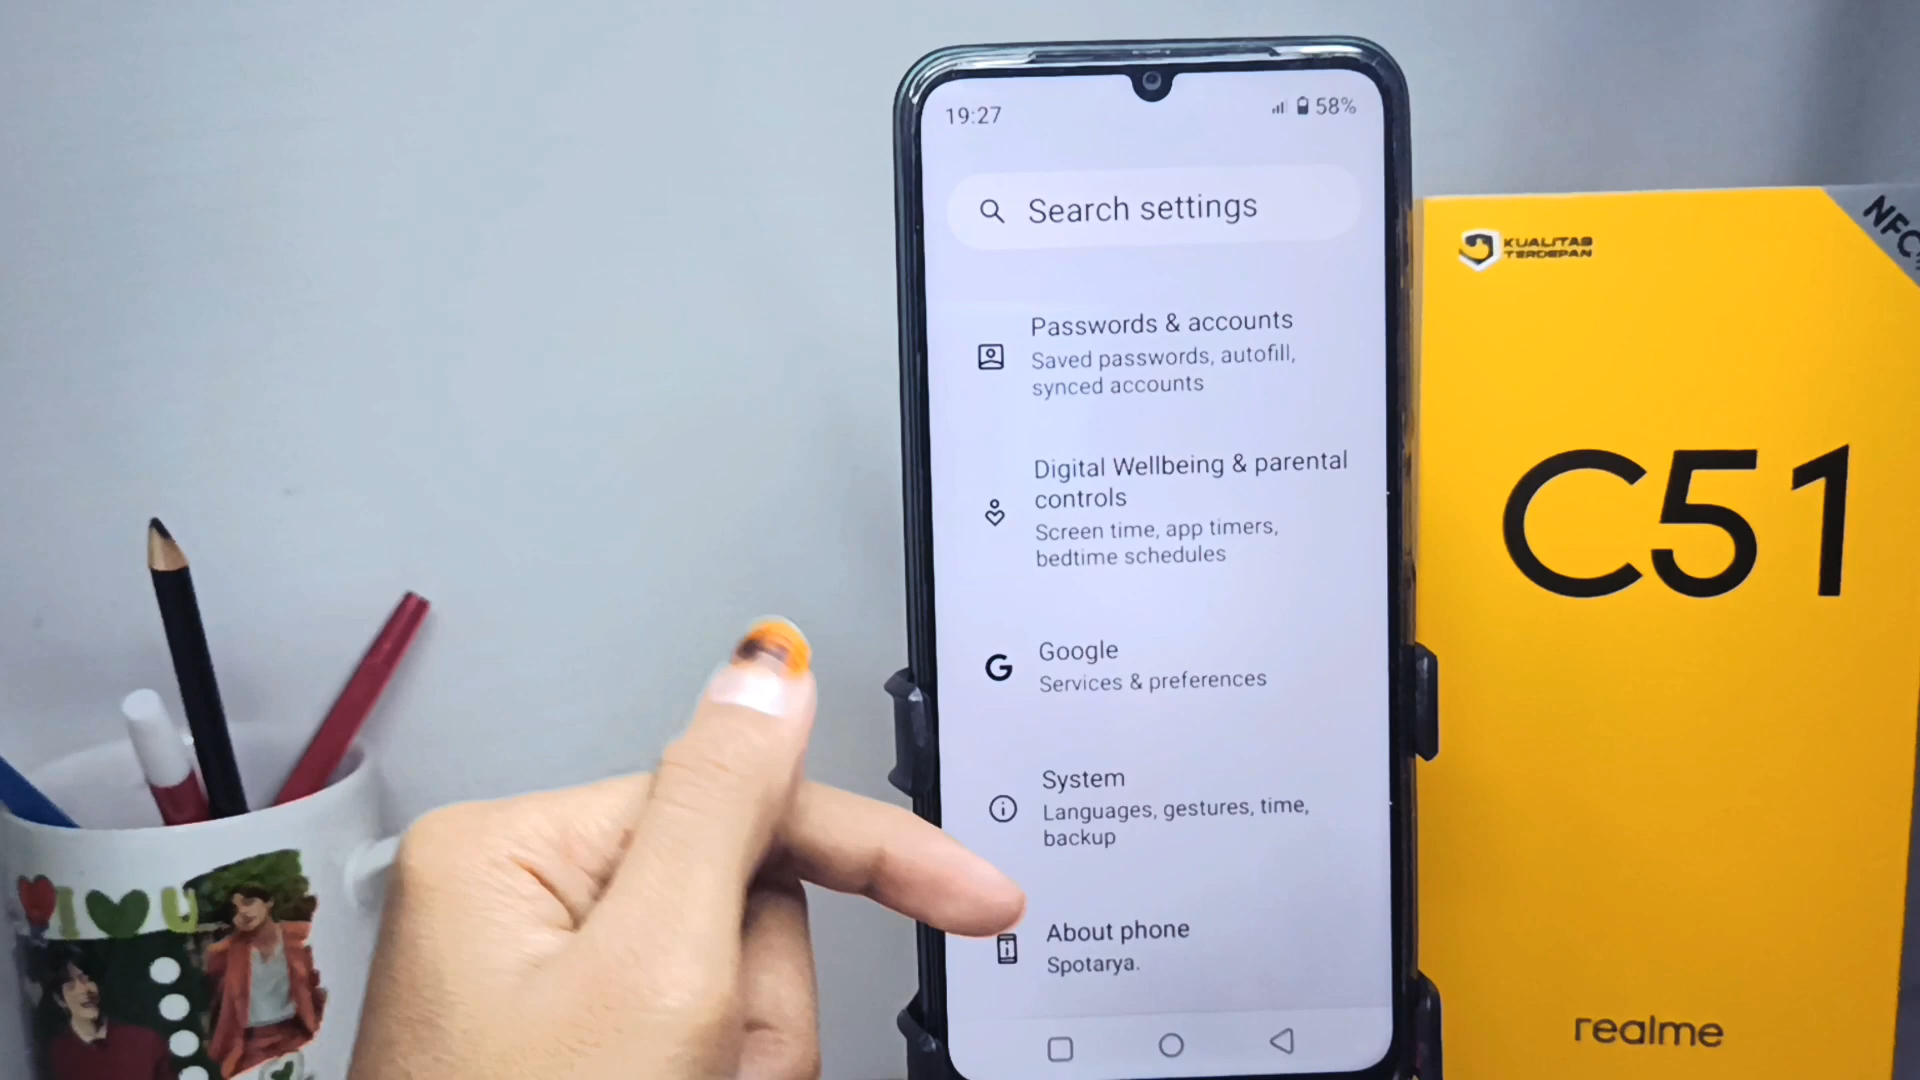 19:27
58%
Search settings
Passwords & accounts
Saved passwords, autofill,
synced accounts
Digital Wellbeing & parental
controls
Screen time, app timers,
bedtime schedules
Google
Services & preferences
System
Languages, gestures, time,
backup
About phone
Spotarya.
KUALITAS
TERDEPAN
NFC
C51
realme
I
U